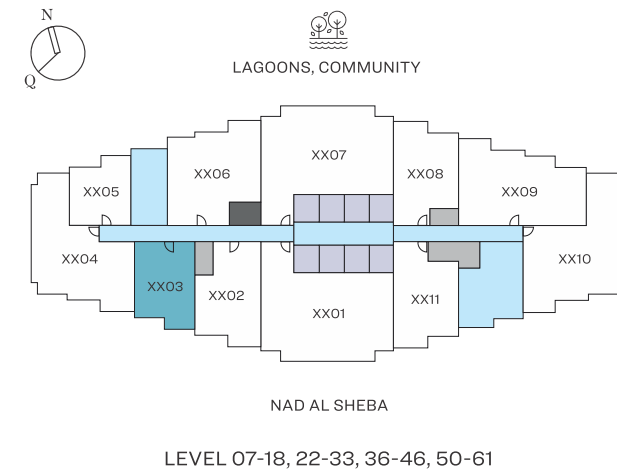 N
Q
LAGOONS, COMMUNITY
XX07
XX06
XX08
XX05
XX09
XX04
XX10
XX03
XX02
XX11
XX01
NAD AL SHEBA
LEVEL 07-18, 22-33, 36-46, 50-61